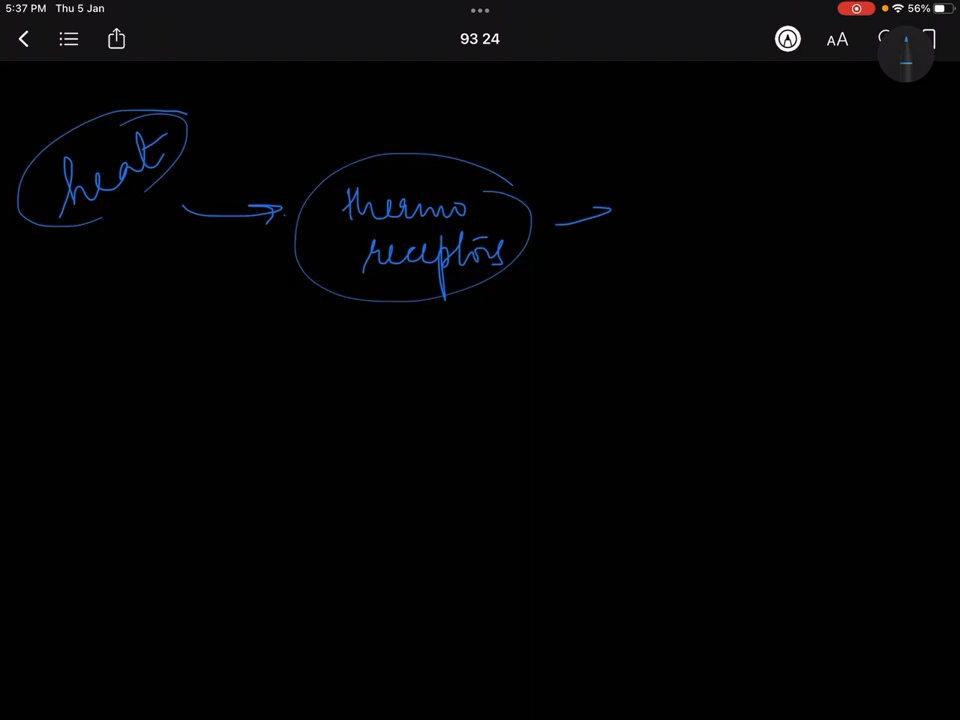 5:37 PM Thu 5 Jan
56%
93 24
AA
heat
thermo
receptors